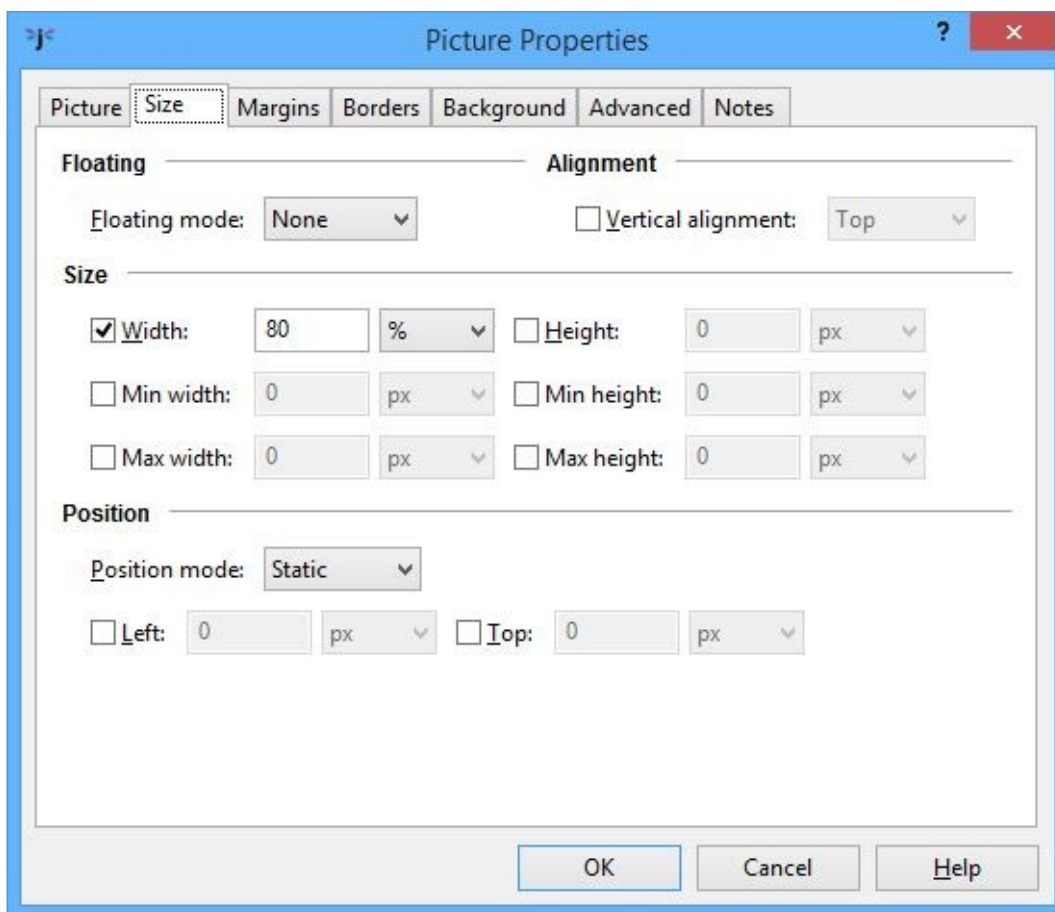 Picture Properties ? ×
Picture Size Margins Borders Background Advanced Notes
Floating Alignment
Floating mode: None Vertical alignment: Top
Size
Width: 80 % Height: 0 px
Min width: 0 px Min height: 0 px
Max width: 0 px Max height: 0 px
Position
Position mode: Static
Left: 0 px Top: 0 px
OK Cancel Help